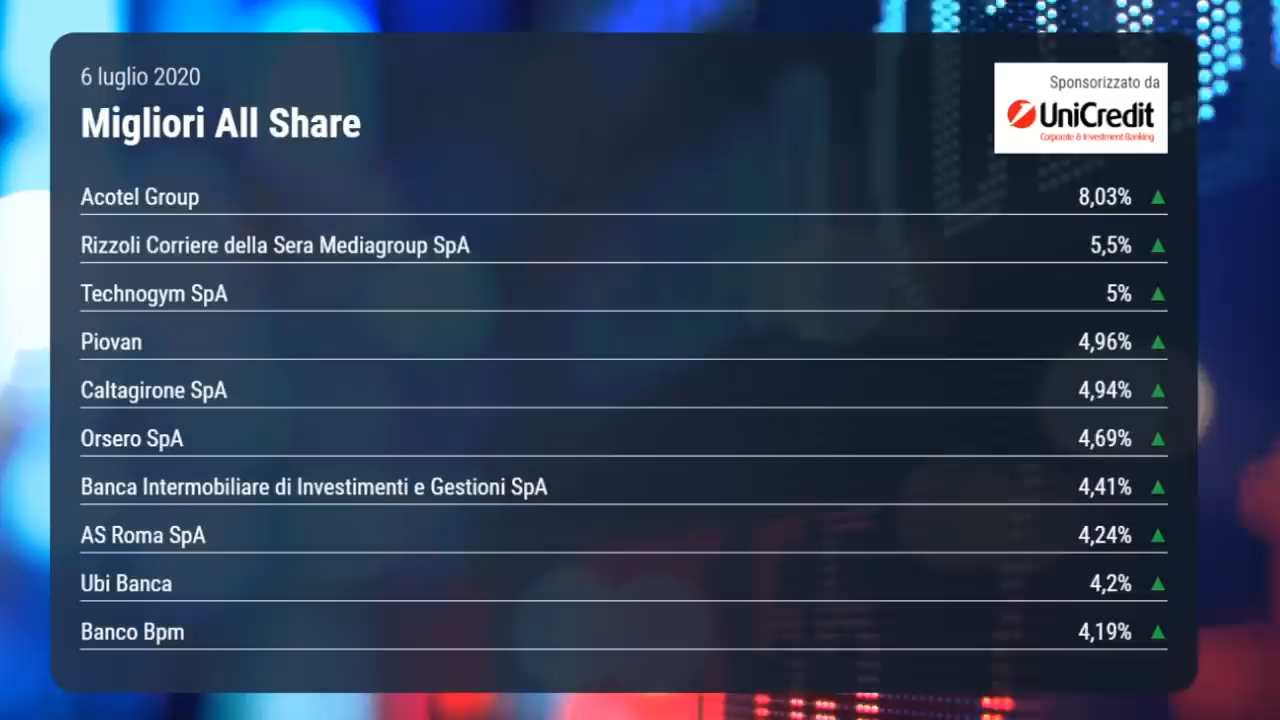 6 luglio 2020
Migliori All Share
Sponsorizzato da
UniCredit
Corporate & Investment Banking
Acotel Group 8,03% ▲
Rizzoli Corriere della Sera Mediagroup SpA 5,5% ▲
Technogym SpA 5% ▲
Piovan 4,96% ▲
Caltagirone SpA 4,94% ▲
Orsero SpA 4,69% ▲
Banca Intermobiliare di Investimenti e Gestioni SpA 4,41% ▲
AS Roma SpA 4,24% ▲
Ubi Banca 4,2% ▲
Banco Bpm 4,19% ▲